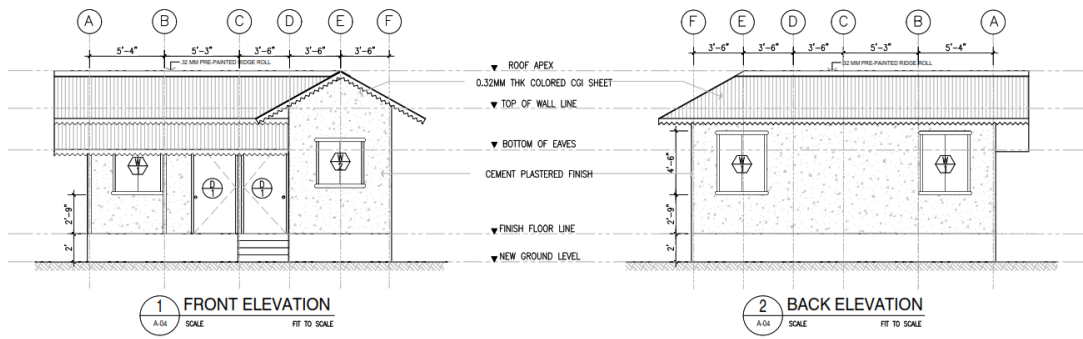 A B C D E F
5'-4" 5'-3" 3'-6" 3'-6" 3'-6"
32 MM PRE-PAINTED RIDGE ROLL
W
D
1
D
1
W
2
2'-9"
2'
ROOF APEX
0.32MM THK COLORED CGI SHEET
TOP OF WALL LINE
BOTTOM OF EAVES
CEMENT PLASTERED FINISH
FINISH FLOOR LINE
NEW GROUND LEVEL
1 FRONT ELEVATION
A-04 SCALE FIT TO SCALE
F E D C B A
3'-6" 3'-6" 3'-6" 5'-3" 5'-4"
32 MM PRE-PAINTED RIDGE ROLL
W
W
4'-6"
2'-9"
2'
2 BACK ELEVATION
A-04 SCALE FIT TO SCALE